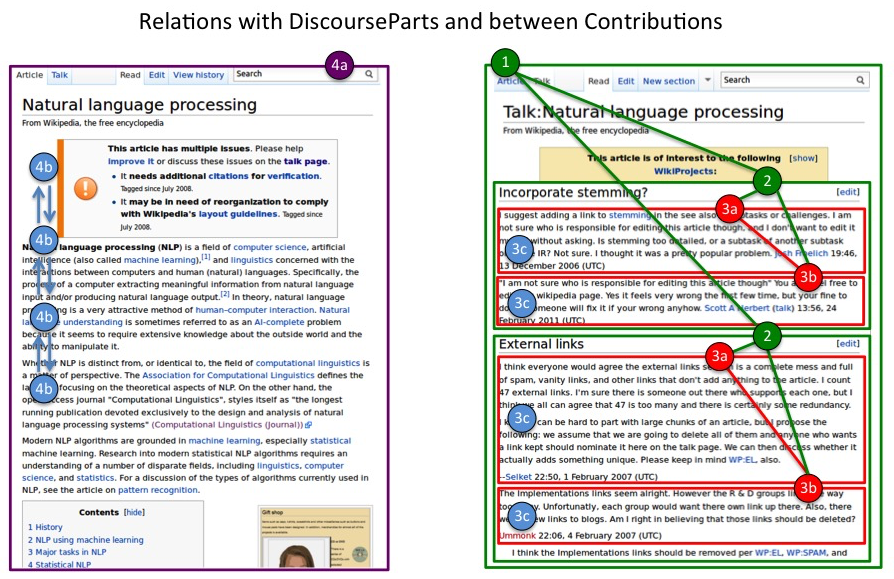 Relations with DiscourseParts and between Contributions
4a
Article Talk Read Edit View history Search
Natural language processing
From Wikipedia, the free encyclopedia
This article has multiple issues. Please help
improve it or discuss these issues on the talk page.
• It needs additional citations for verification.
Tagged since July 2008.
• It may be in need of reorganization to comply
with Wikipedia's layout guidelines. Tagged since
July 2008.
4b
4b
4b
4b
Natural language processing (NLP) is a field of computer science, artificial
intelligence (also called machine learning),[1] and linguistics concerned with the
interactions between computers and human (natural) languages. Specifically, the
process of a computer extracting meaningful information from natural language
input and/or producing natural language output.[2] In theory, natural language
processing is a very attractive method of human–computer interaction. Natural
language understanding is sometimes referred to as an AI-complete problem
because it seems to require extensive knowledge about the outside world and the
ability to manipulate it.
Whether NLP is distinct from, or identical to, the field of computational linguistics is
a matter of perspective. The Association for Computational Linguistics defines the
latter as focusing on the theoretical aspects of NLP. On the other hand, the
open-access journal "Computational Linguistics", styles itself as "the longest
running publication devoted exclusively to the design and analysis of natural
language processing systems" (Computational Linguistics (Journal))
Modern NLP algorithms are grounded in machine learning, especially statistical
machine learning. Research into modern statistical NLP algorithms requires an
understanding of a number of disparate fields, including linguistics, computer
science, and statistics. For a discussion of the types of algorithms currently used in
NLP, see the article on pattern recognition.
Contents [hide]
1 History
2 NLP using machine learning
3 Major tasks in NLP
4 Statistical NLP
Gift shop
1
Article Talk Read Edit New section Search
Talk:Natural language processing
From Wikipedia, the free encyclopedia
This article is of interest to the following [show]
WikiProjects:
2
Incorporate stemming? [edit]
3a
I suggest adding a link to stemming in the see also, subtasks or challenges. I am
not sure who is responsible for editing this article though, and I don't want to edit it
without asking. Is stemming too detailed, or a subtask of another subtask
IR? Not sure. I thought it was a pretty popular problem. Josh Froelich 19:46,
13 December 2006 (UTC)
3c
3b
"I am not sure who is responsible for editing this article though" You feel free to
wikipedia page. Yes it feels very wrong the first few time, but your fine to
someone will fix it if your wrong anyhow. Scott A Herbert (talk) 13:56, 24
February 2011 (UTC)
3c
2
External links [edit]
3a
I think everyone would agree the external links section is a complete mess and full
of spam, vanity links, and other links that don't add anything to the article. I count
47 external links. I'm sure there is someone out there who supports each one, but I
think we all can agree that 47 is too many and there is certainly some redundancy.
3c
can be hard to part with large chunks of an article, but I propose the
following: we assume that we are going to delete all of them and anyone who wants
a link kept should nominate it here on the talk page. We can then discuss whether it
actually adds something unique. Please keep in mind WP:EL, also.
--Selket 22:50, 1 February 2007 (UTC)
3b
The Implementations links seem alright. However the R & D groups way
Unfortunately, each group would want there own link up there. Also, there
new links to blogs. Am I right in believing that those links should be deleted?
3c
Ummonk 22:06, 4 February 2007 (UTC)
I think the Implementations links should be removed per WP:EL, WP:SPAM, and